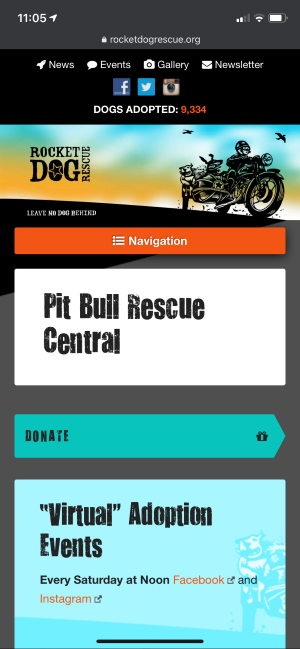 11:05
rocketdogrescue.org
News Events Gallery Newsletter
DOGS ADOPTED: 9,334
ROCKET
DOG
RESCUE
LEAVE NO DOG BEHIND
Navigation
Pit Bull Rescue
Central
DONATE
“Virtual” Adoption
Events
Every Saturday at Noon Facebook and
Instagram